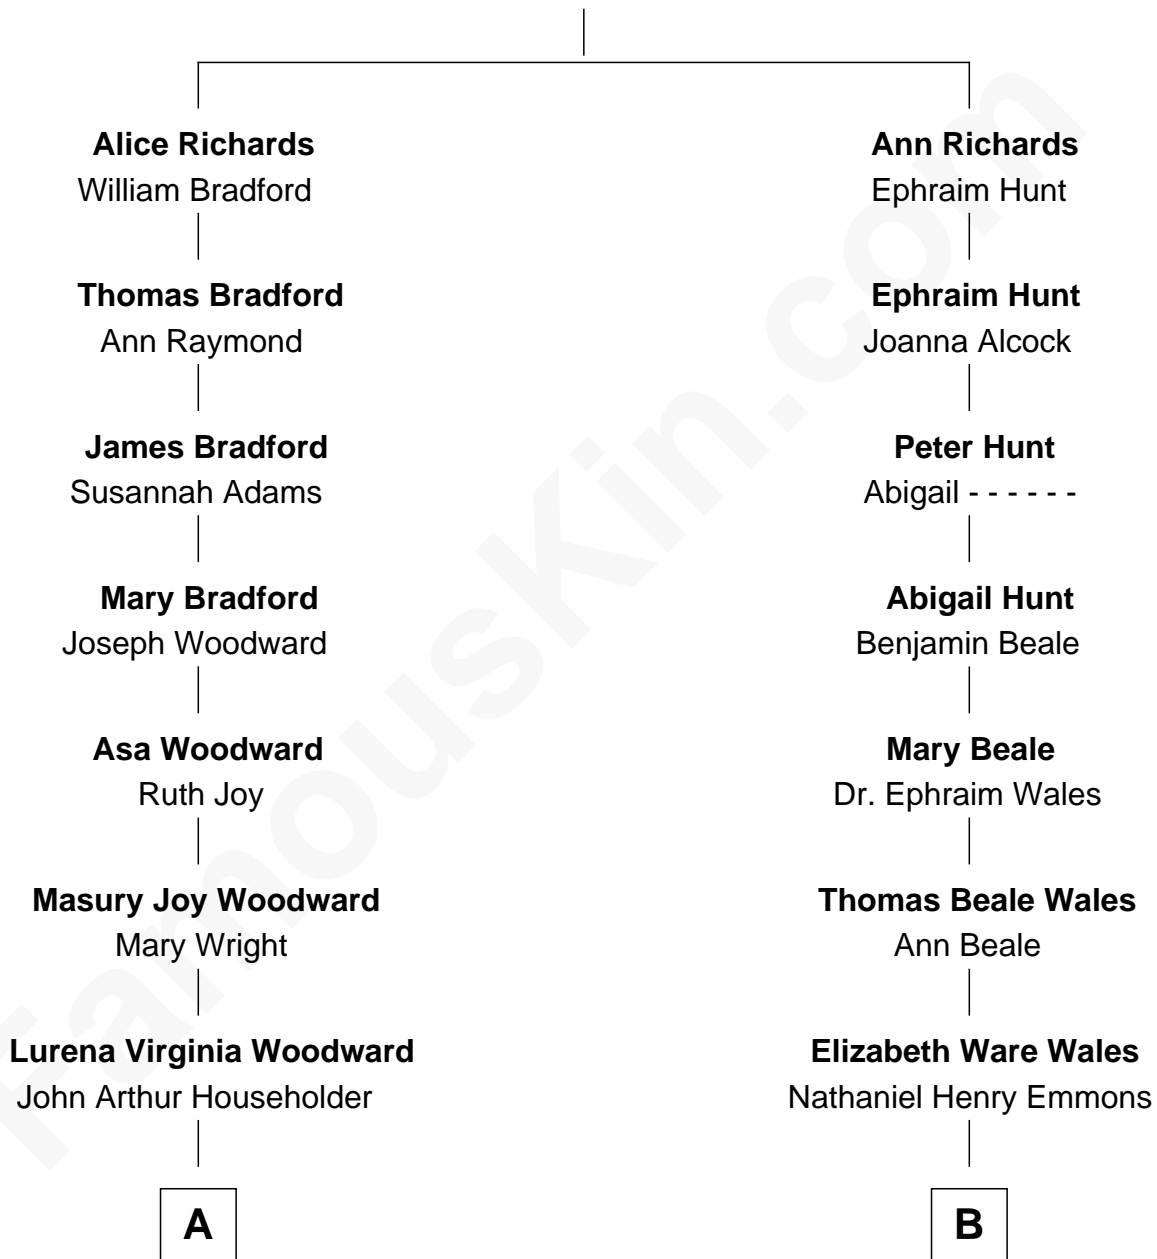 Alice Richards
William Bradford
Thomas Bradford
Ann Raymond
James Bradford
Susannah Adams
Mary Bradford
Joseph Woodward
Asa Woodward
Ruth Joy
Masury Joy Woodward
Mary Wright
Lurena Virginia Woodward
John Arthur Householder
A
Ann Richards
Ephraim Hunt
Ephraim Hunt
Joanna Alcock
Peter Hunt
Abigail - - - - - -
Abigail Hunt
Benjamin Beale
Mary Beale
Dr. Ephraim Wales
Thomas Beale Wales
Ann Beale
Elizabeth Ware Wales
Nathaniel Henry Emmons
B
FamousKin.com